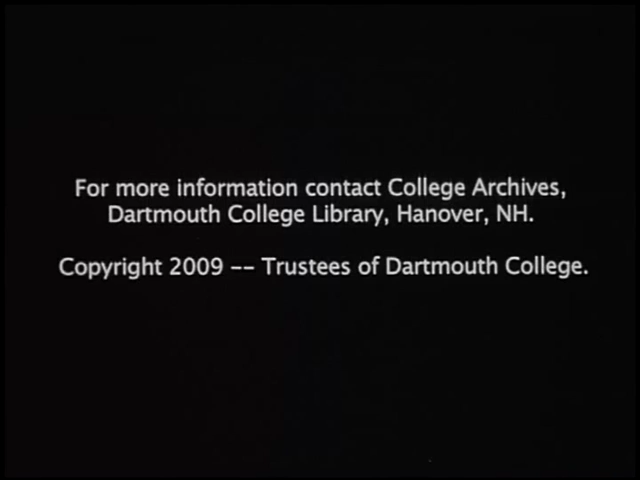 For more information contact College Archives,
Dartmouth College Library, Hanover, NH.
Copyright 2009 -- Trustees of Dartmouth College.